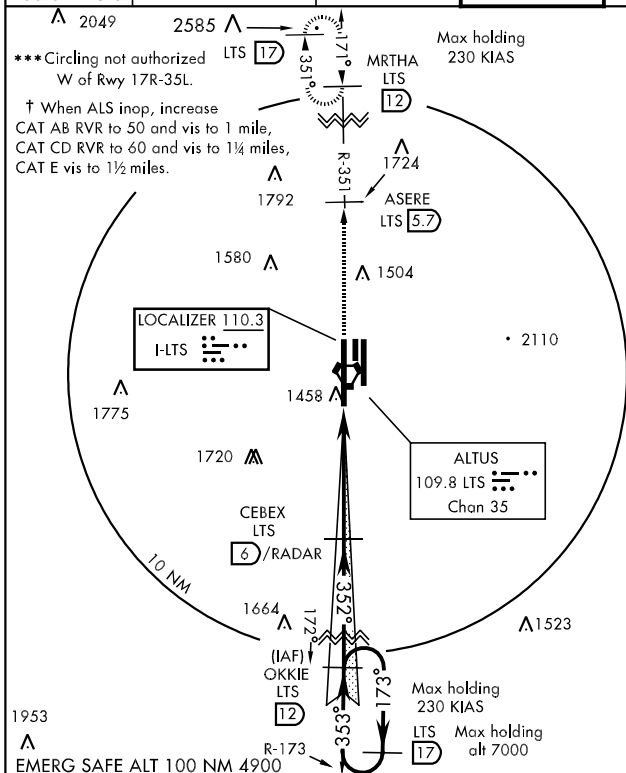 2049
2585
LTS 17
351°
171°
Max holding
230 KIAS
*** Circling not authorized
W of Rwy 17R-35L.
MRTHA
LTS
12
† When ALS inop, increase
CAT AB RVR to 50 and vis to 1 mile,
CAT CD RVR to 60 and vis to 1¼ miles,
CAT E vis to 1½ miles.
R-351
1724
1792
ASERE
LTS 5.7
1580
1504
LOCALIZER 110.3
I-LTS
2110
1775
1458
1720
ALTUS
109.8 LTS
Chan 35
CEBEX
LTS
6 /RADAR
10 NM
352°
1664
172°
1523
(IAF)
OKKIE
LTS
12
353°
173°
Max holding
230 KIAS
1953
R-173
LTS
17
Max holding
alt 7000
EMERG SAFE ALT 100 NM 4900